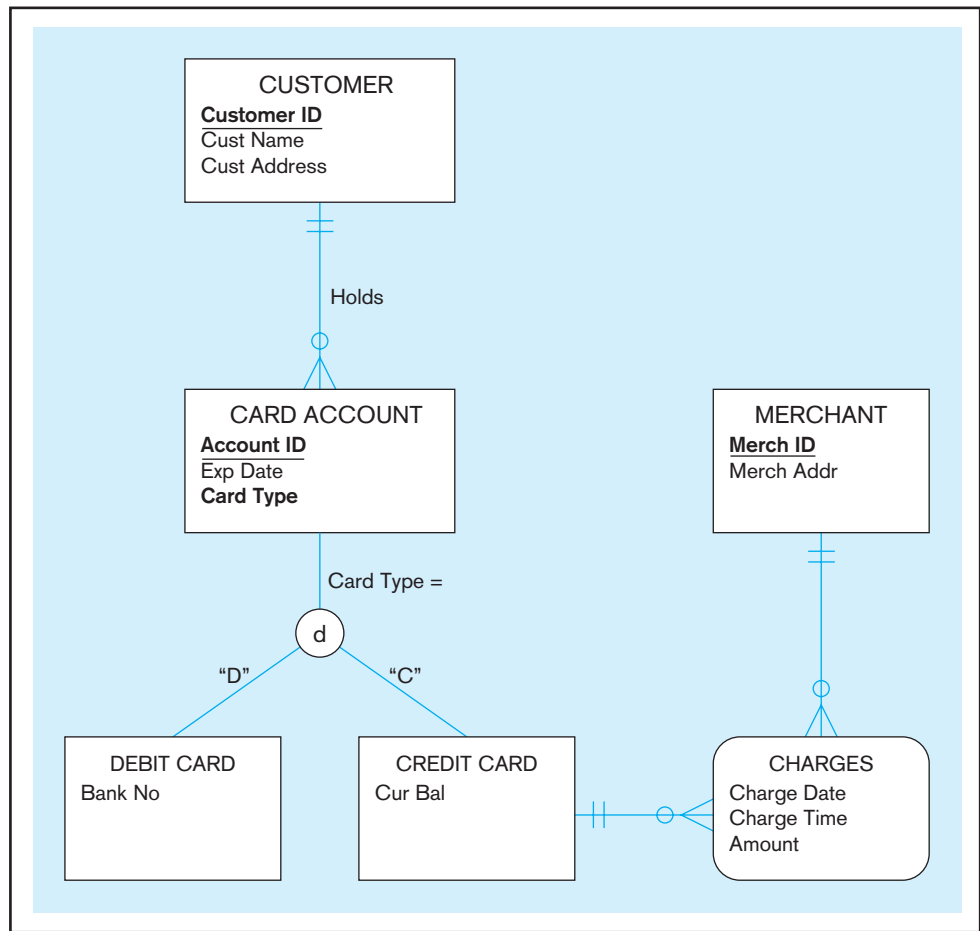 CUSTOMER
Customer ID
Cust Name
Cust Address
Holds
CARD ACCOUNT
Account ID
Exp Date
Card Type
MERCHANT
Merch ID
Merch Addr
Card Type =
d
“D”
“C”
DEBIT CARD
Bank No
CREDIT CARD
Cur Bal
CHARGES
Charge Date
Charge Time
Amount